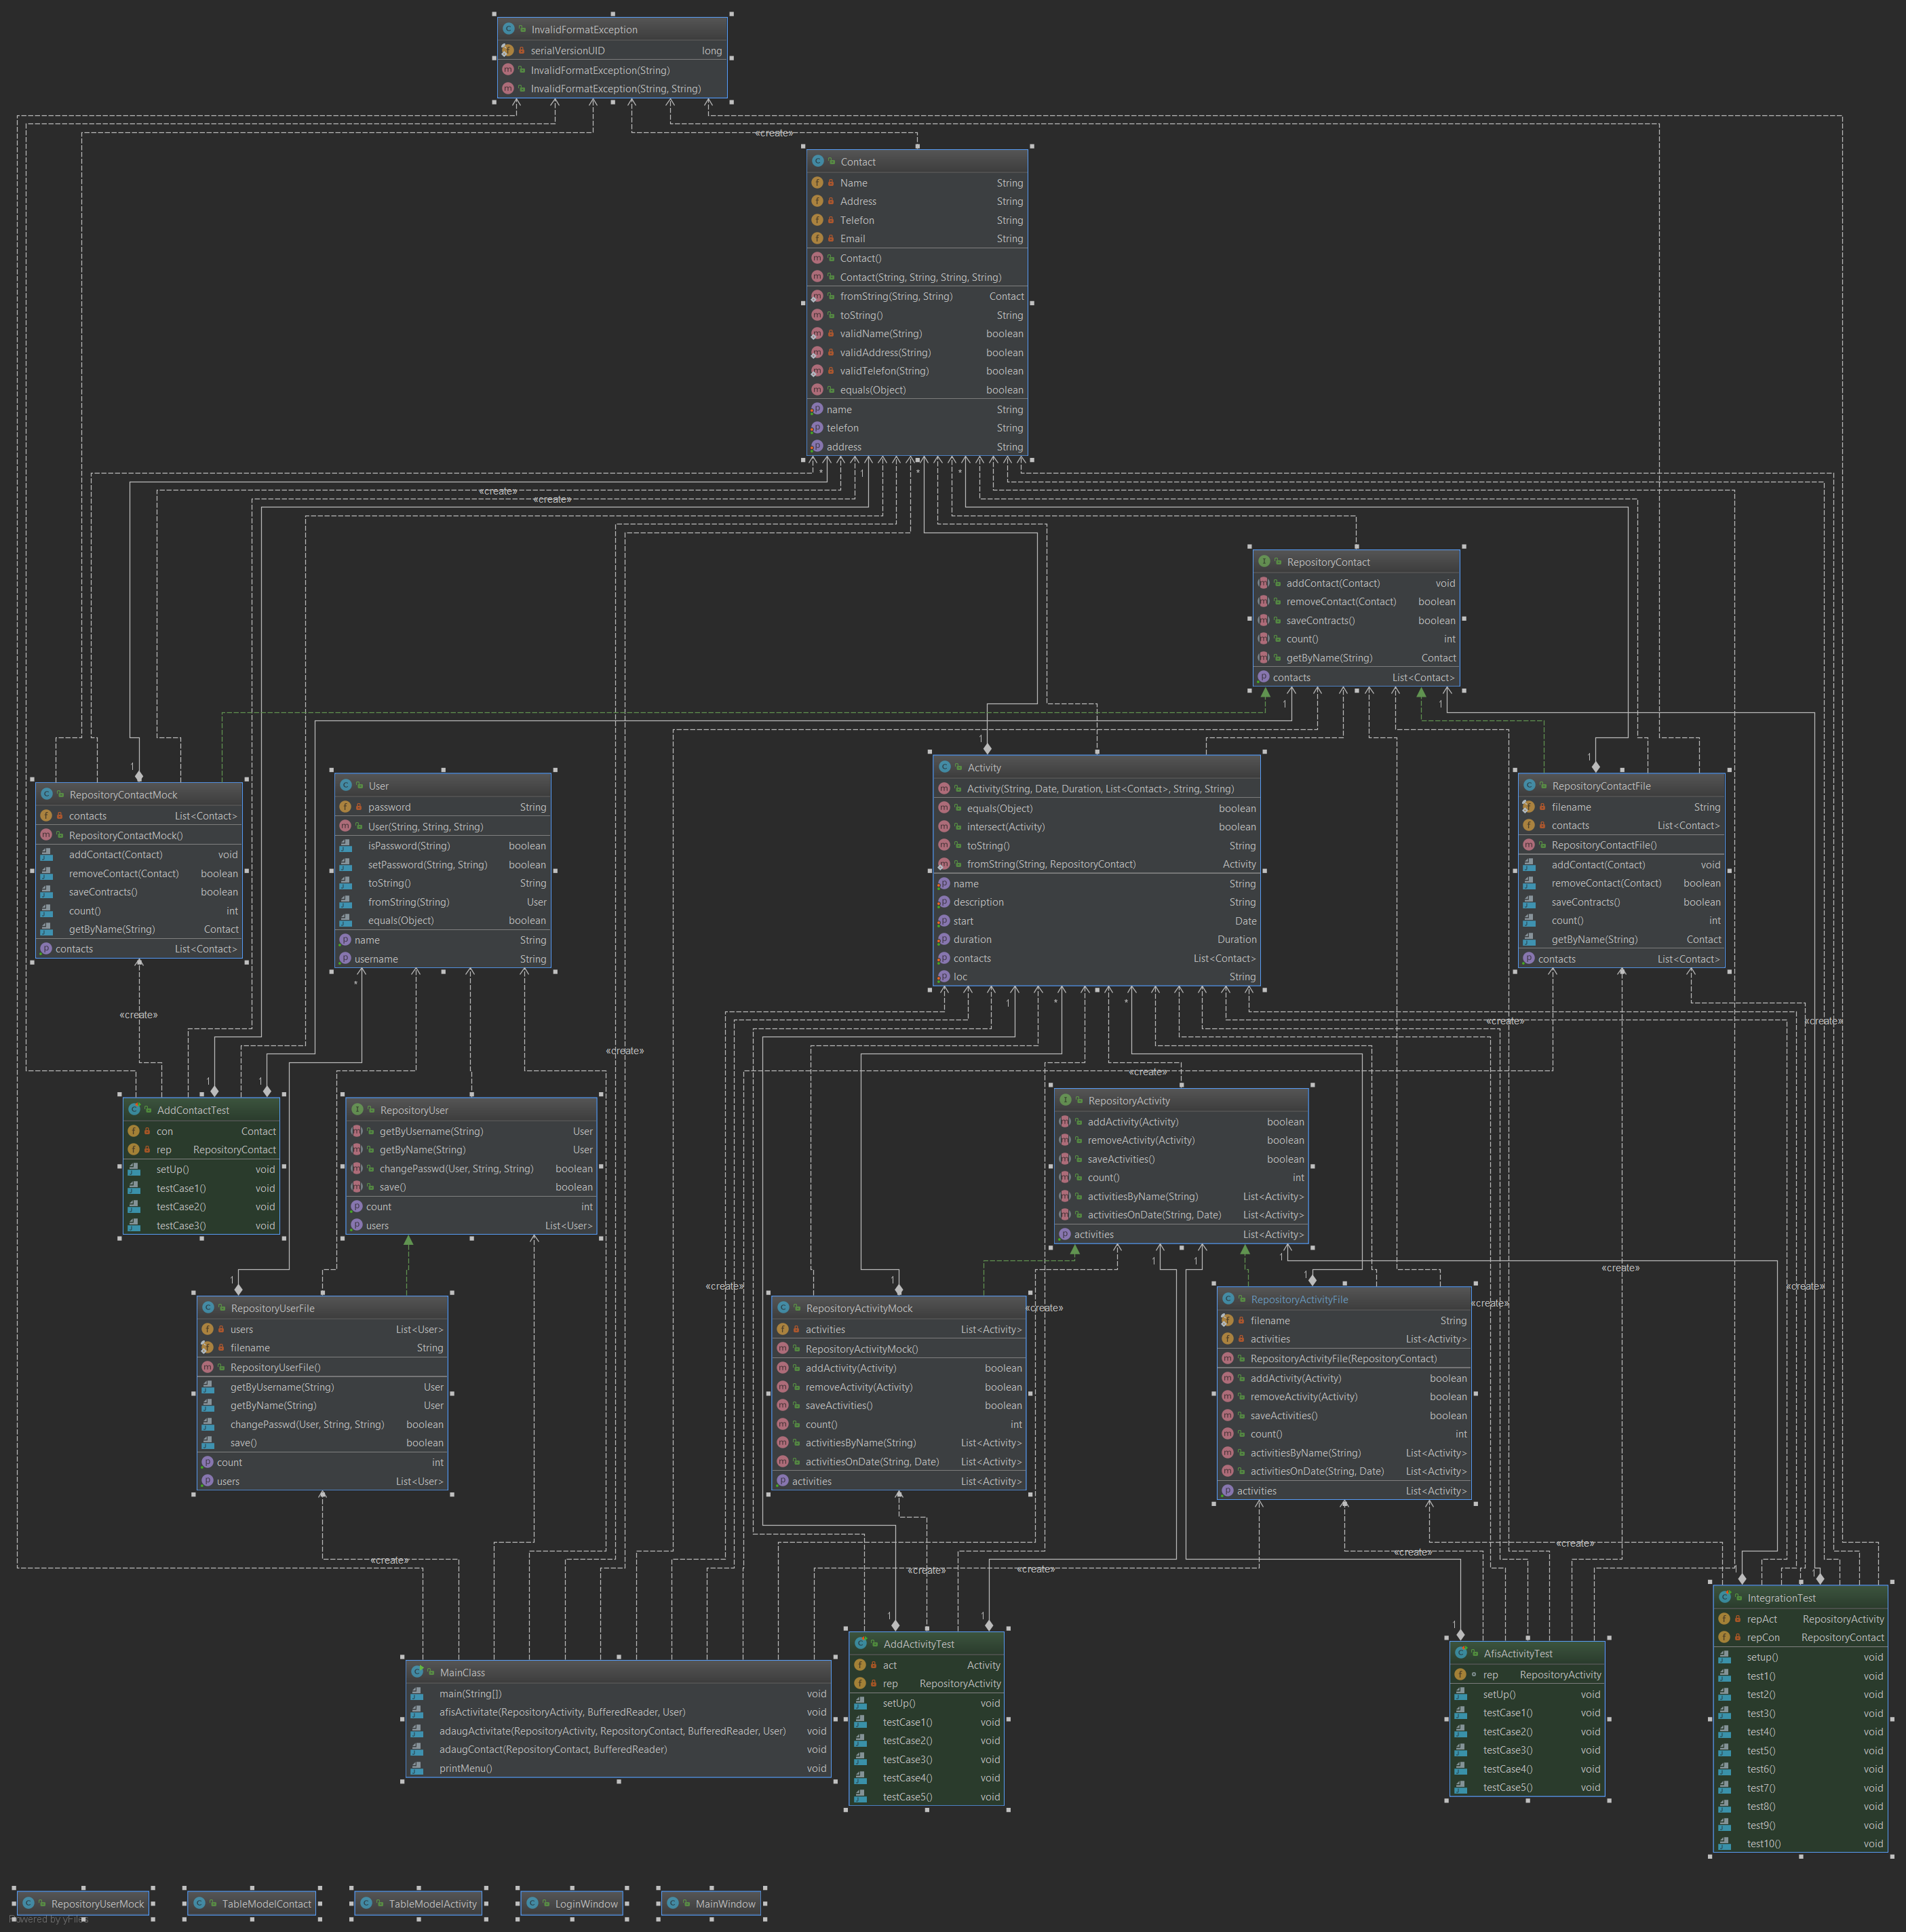 InvalidFormatException
serialVersionUID long
InvalidFormatException(String)
InvalidFormatException(String, String)
«create»
Contact
Name String
Address String
Telefon String
Email String
Contact()
Contact(String, String, String, String)
fromString(String, String) Contact
toString() String
validName(String) boolean
validAddress(String) boolean
validTelefon(String) boolean
equals(Object) boolean
name String
telefon String
address String
* 1 * *
«create»
«create»
RepositoryContact
addContact(Contact) void
removeContact(Contact) boolean
saveContracts() boolean
count() int
getByName(String) Contact
contacts List<Contact>
1 1
1 1 1
RepositoryContactMock
contacts List<Contact>
RepositoryContactMock()
addContact(Contact) void
removeContact(Contact) boolean
saveContracts() boolean
count() int
getByName(String) Contact
contacts List<Contact>
User
password String
User(String, String, String)
isPassword(String) boolean
setPassword(String, String) boolean
toString() String
fromString(String) User
equals(Object) boolean
name String
username String
*
Activity
Activity(String, Date, Duration, List<Contact>, String, String)
equals(Object) boolean
intersect(Activity) boolean
toString() String
fromString(String, RepositoryContact) Activity
name String
description String
start Date
duration Duration
contacts List<Contact>
loc String
1 * *
RepositoryContactFile
filename String
contacts List<Contact>
RepositoryContactFile()
addContact(Contact) void
removeContact(Contact) boolean
saveContracts() boolean
count() int
getByName(String) Contact
contacts List<Contact>
«create»
«create»
«create»
«create»
«create»
1 1
AddContactTest
con Contact
rep RepositoryContact
setUp() void
testCase1() void
testCase2() void
testCase3() void
RepositoryUser
getByUsername(String) User
getByName(String) User
changePasswd(User, String, String) boolean
save() boolean
count int
users List<User>
RepositoryActivity
addActivity(Activity) boolean
removeActivity(Activity) boolean
saveActivities() boolean
count() int
activitiesByName(String) List<Activity>
activitiesOnDate(String, Date) List<Activity>
activities List<Activity>
1 1 1
«create»
«create»
«create»
«create»
«create»
1 1 1
RepositoryUserFile
users List<User>
filename String
RepositoryUserFile()
getByUsername(String) User
getByName(String) User
changePasswd(User, String, String) boolean
save() boolean
count int
users List<User>
RepositoryActivityMock
activities List<Activity>
RepositoryActivityMock()
addActivity(Activity) boolean
removeActivity(Activity) boolean
saveActivities() boolean
count() int
activitiesByName(String) List<Activity>
activitiesOnDate(String, Date) List<Activity>
activities List<Activity>
RepositoryActivityFile
filename String
activities List<Activity>
RepositoryActivityFile(RepositoryContact)
addActivity(Activity) boolean
removeActivity(Activity) boolean
saveActivities() boolean
count() int
activitiesByName(String) List<Activity>
activitiesOnDate(String, Date) List<Activity>
activities List<Activity>
«create»
«create»
«create»
«create»
«create»
1 1 1 1
MainClass
main(String[]) void
afisActivitate(RepositoryActivity, BufferedReader, User) void
adaugActivitate(RepositoryActivity, RepositoryContact, BufferedReader, User) void
adaugContact(RepositoryContact, BufferedReader) void
printMenu() void
AddActivityTest
act Activity
rep RepositoryActivity
setUp() void
testCase1() void
testCase2() void
testCase3() void
testCase4() void
testCase5() void
AfisActivityTest
rep RepositoryActivity
setUp() void
testCase1() void
testCase2() void
testCase3() void
testCase4() void
testCase5() void
IntegrationTest
repAct RepositoryActivity
repCon RepositoryContact
setup() void
test1() void
test2() void
test3() void
test4() void
test5() void
test6() void
test7() void
test8() void
test9() void
test10() void
RepositoryUserMock
TableModelContact
TableModelActivity
LoginWindow
MainWindow
Powered by yFiles